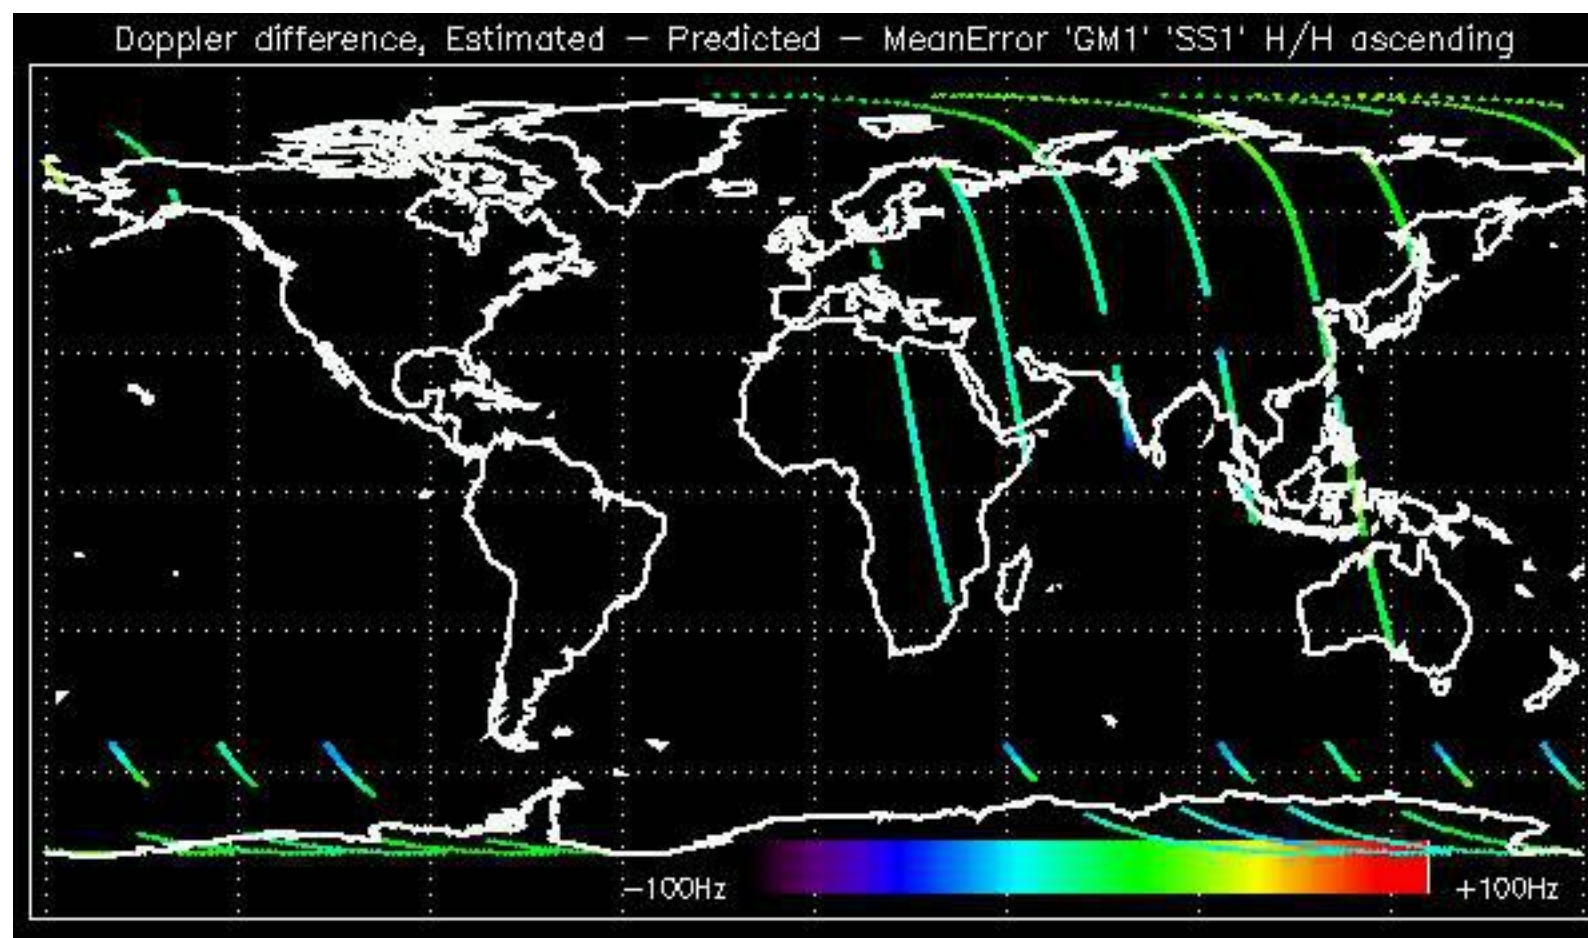 Doppler difference, Estimated – Predicted – MeanError 'GM1' 'SS1' H/H ascending
–100Hz
+100Hz